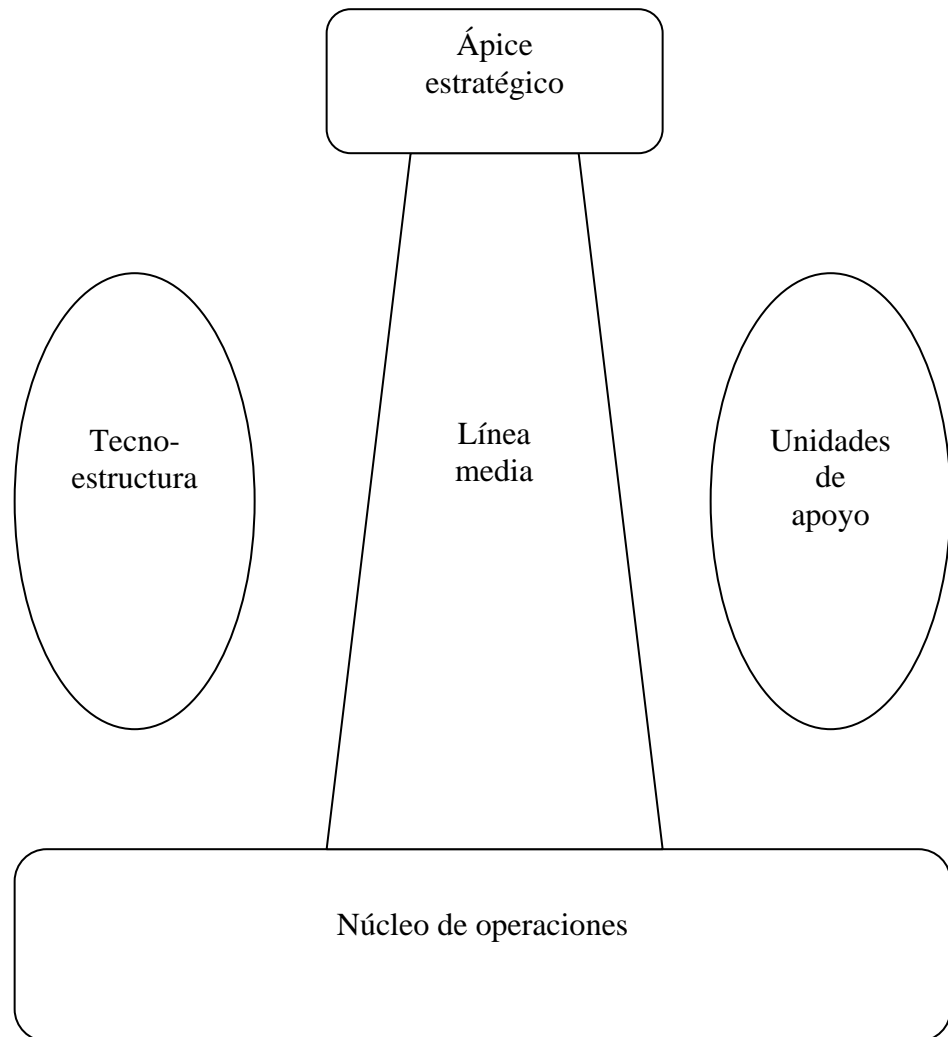 Ápice
estratégico
Tecno-
estructura
Línea
media
Unidades
de
apoyo
Núcleo de operaciones